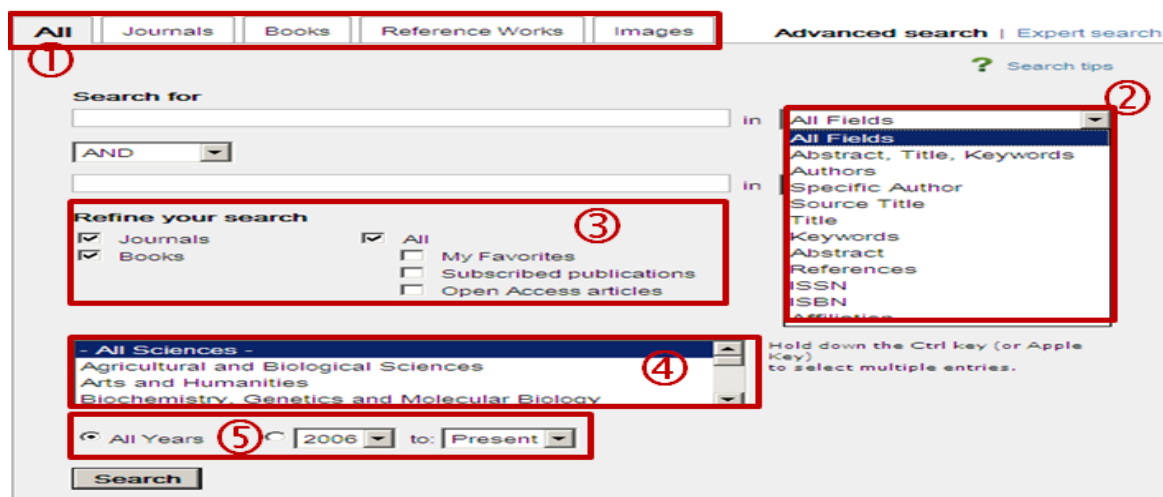 All Journals Books Reference Works Images Advanced search | Expert search
①
? Search tips
②
Search for
in All Fields
AND
All Fields
Abstract, Title, Keywords
Authors
in Specific Author
Source Title
Title
Keywords
Abstract
References
ISSN
ISBN
Affiliation
Refine your search ③
Journals All
Books My Favorites
Subscribed publications
Open Access articles
- All Sciences -
Agricultural and Biological Sciences
Arts and Humanities
Biochemistry, Genetics and Molecular Biology
④
Hold down the Ctrl key (or Apple
Key)
to select multiple entries.
All Years ⑤ 2006 to: Present
Search